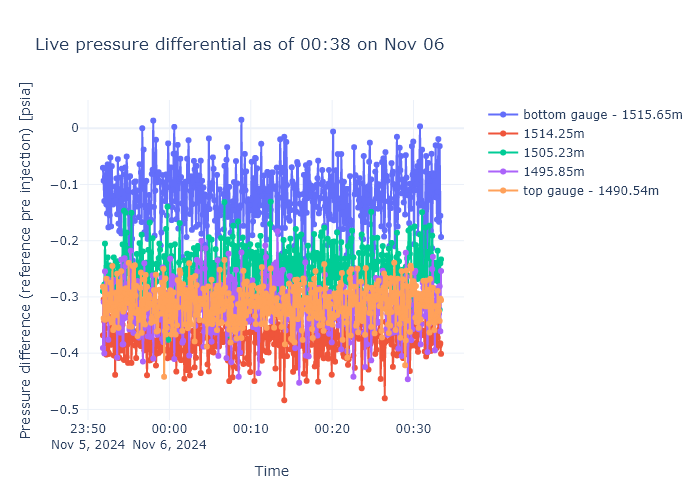 Live pressure differential as of 00:38 on Nov 06
Pressure difference (reference pre injection) [psia]
0
−0.1
−0.2
−0.3
−0.4
−0.5
23:50
Nov 5, 2024
00:00
Nov 6, 2024
00:10
00:20
00:30
Time
bottom gauge - 1515.65m
1514.25m
1505.23m
1495.85m
top gauge - 1490.54m